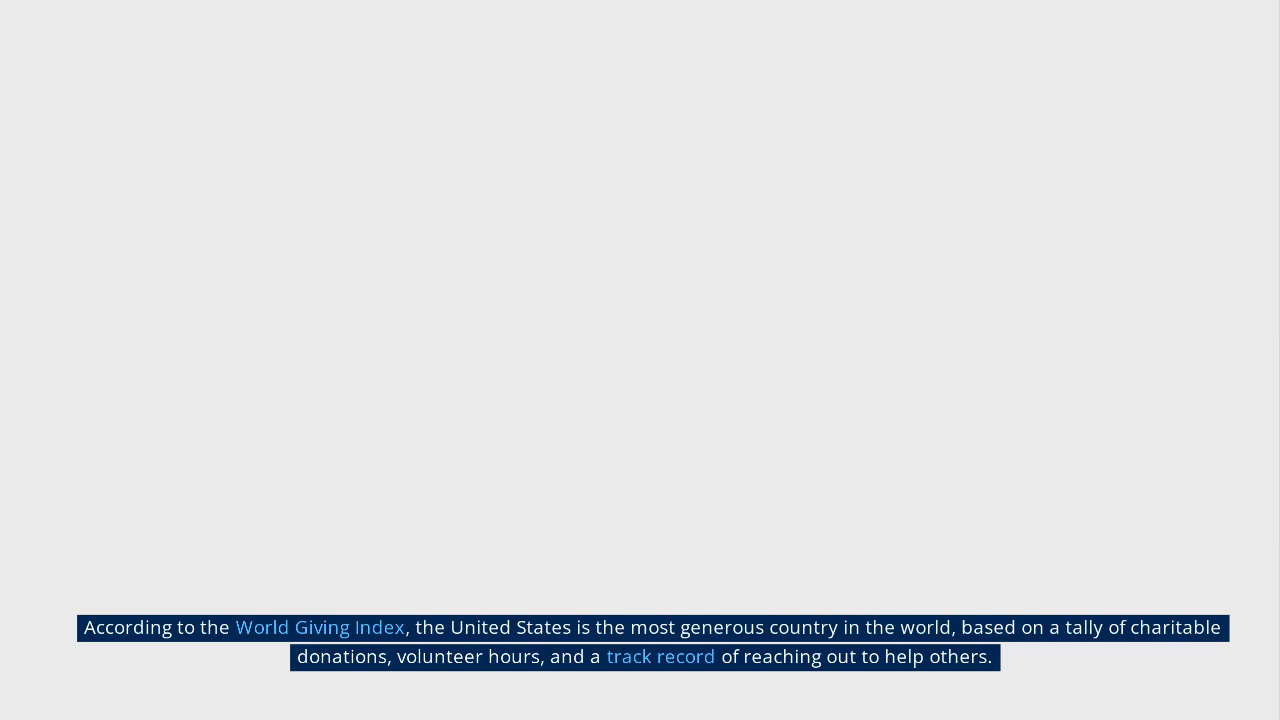 According to the World Giving Index, the United States is the most generous country in the world, based on a tally of charitable
donations, volunteer hours, and a track record of reaching out to help others.